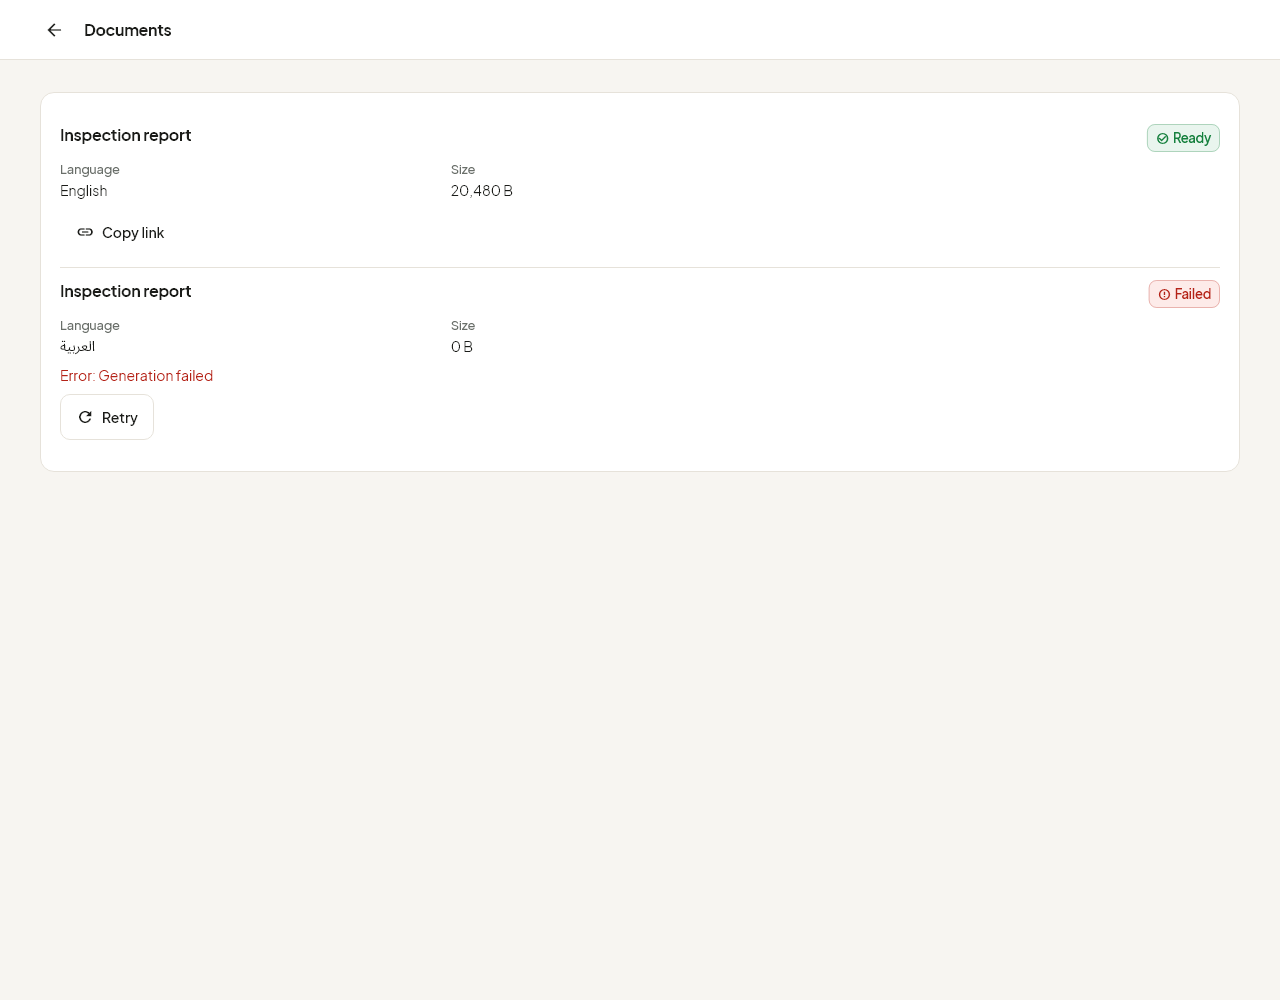 Documents
Inspection report
Ready
Language
Size
English
20,480 B
Copy link
Inspection report
Failed
Language
Size
العربية
0 B
Error: Generation failed
Retry